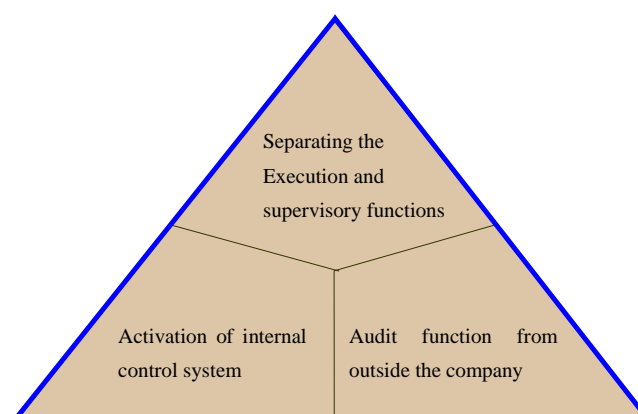 Separating the
Execution and
supervisory functions
Activation of internal
control system
Audit function from
outside the company